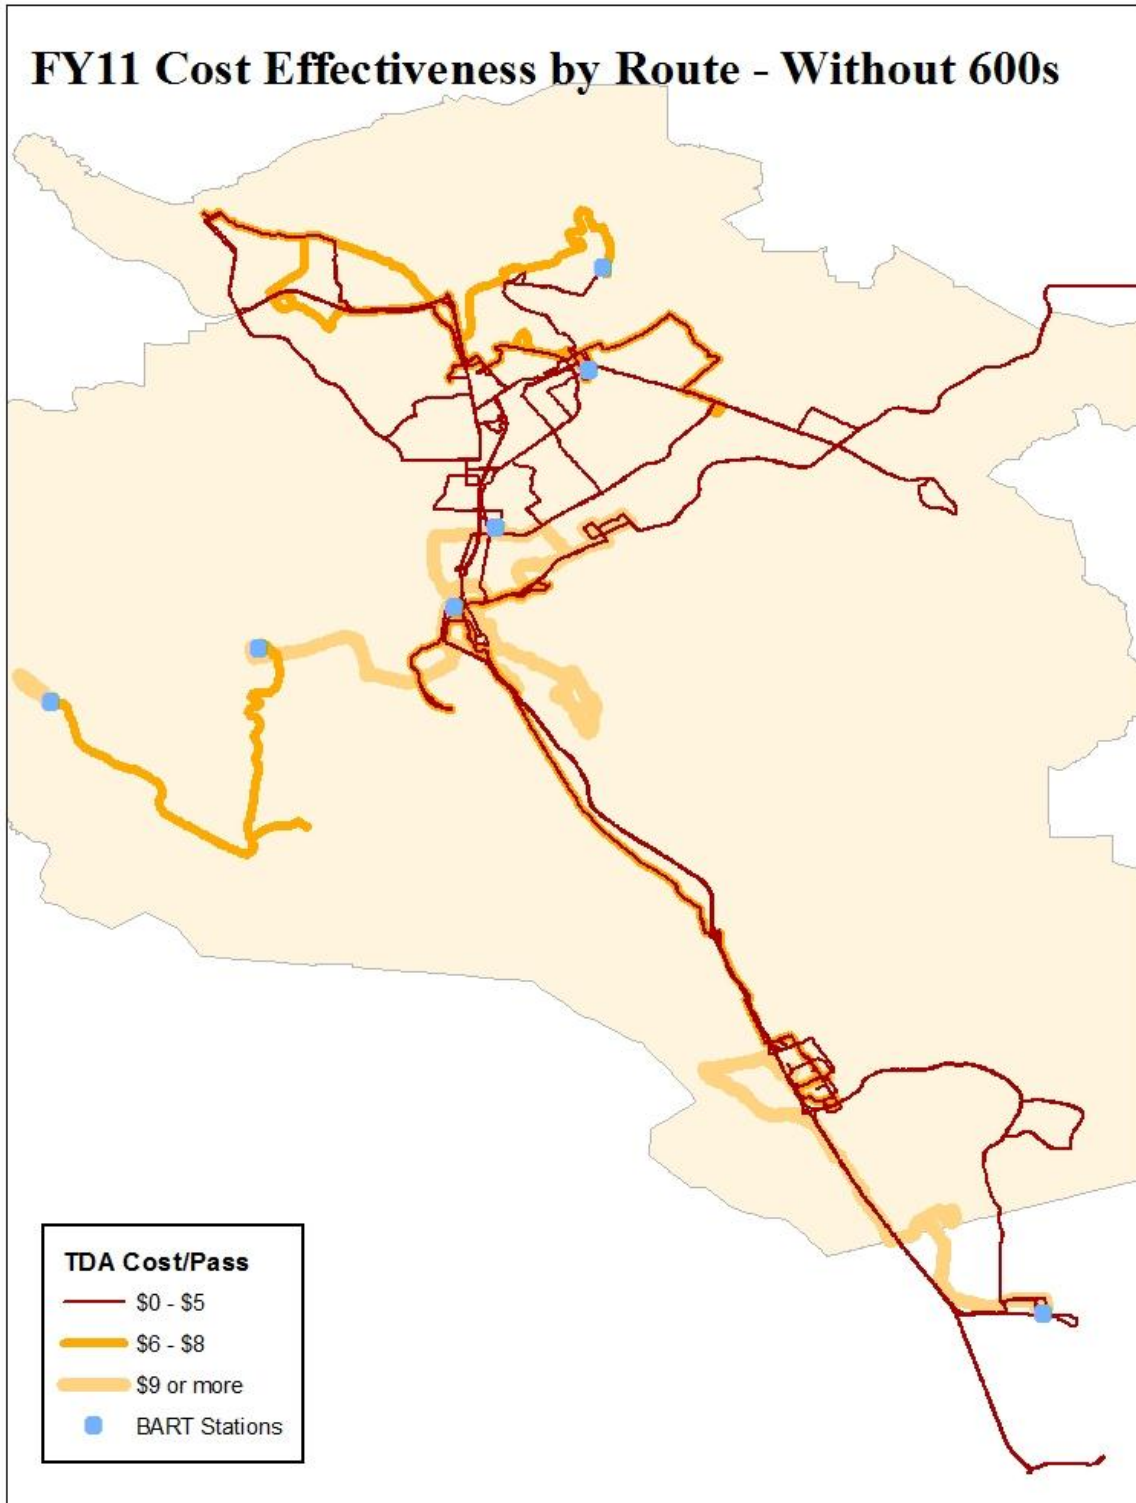 FY11 Cost Effectiveness by Route - Without 600s
TDA Cost/Pass
$0 - $5
$6 - $8
$9 or more
BART Stations